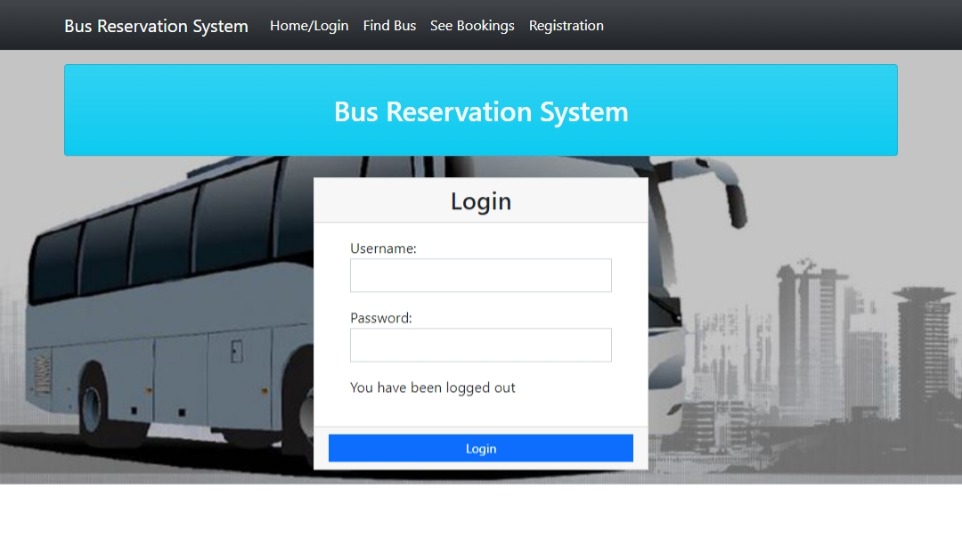 Bus Reservation System Home/Login Find Bus See Bookings Registration
Bus Reservation System
Login
Username:
Password:
You have been logged out
Login